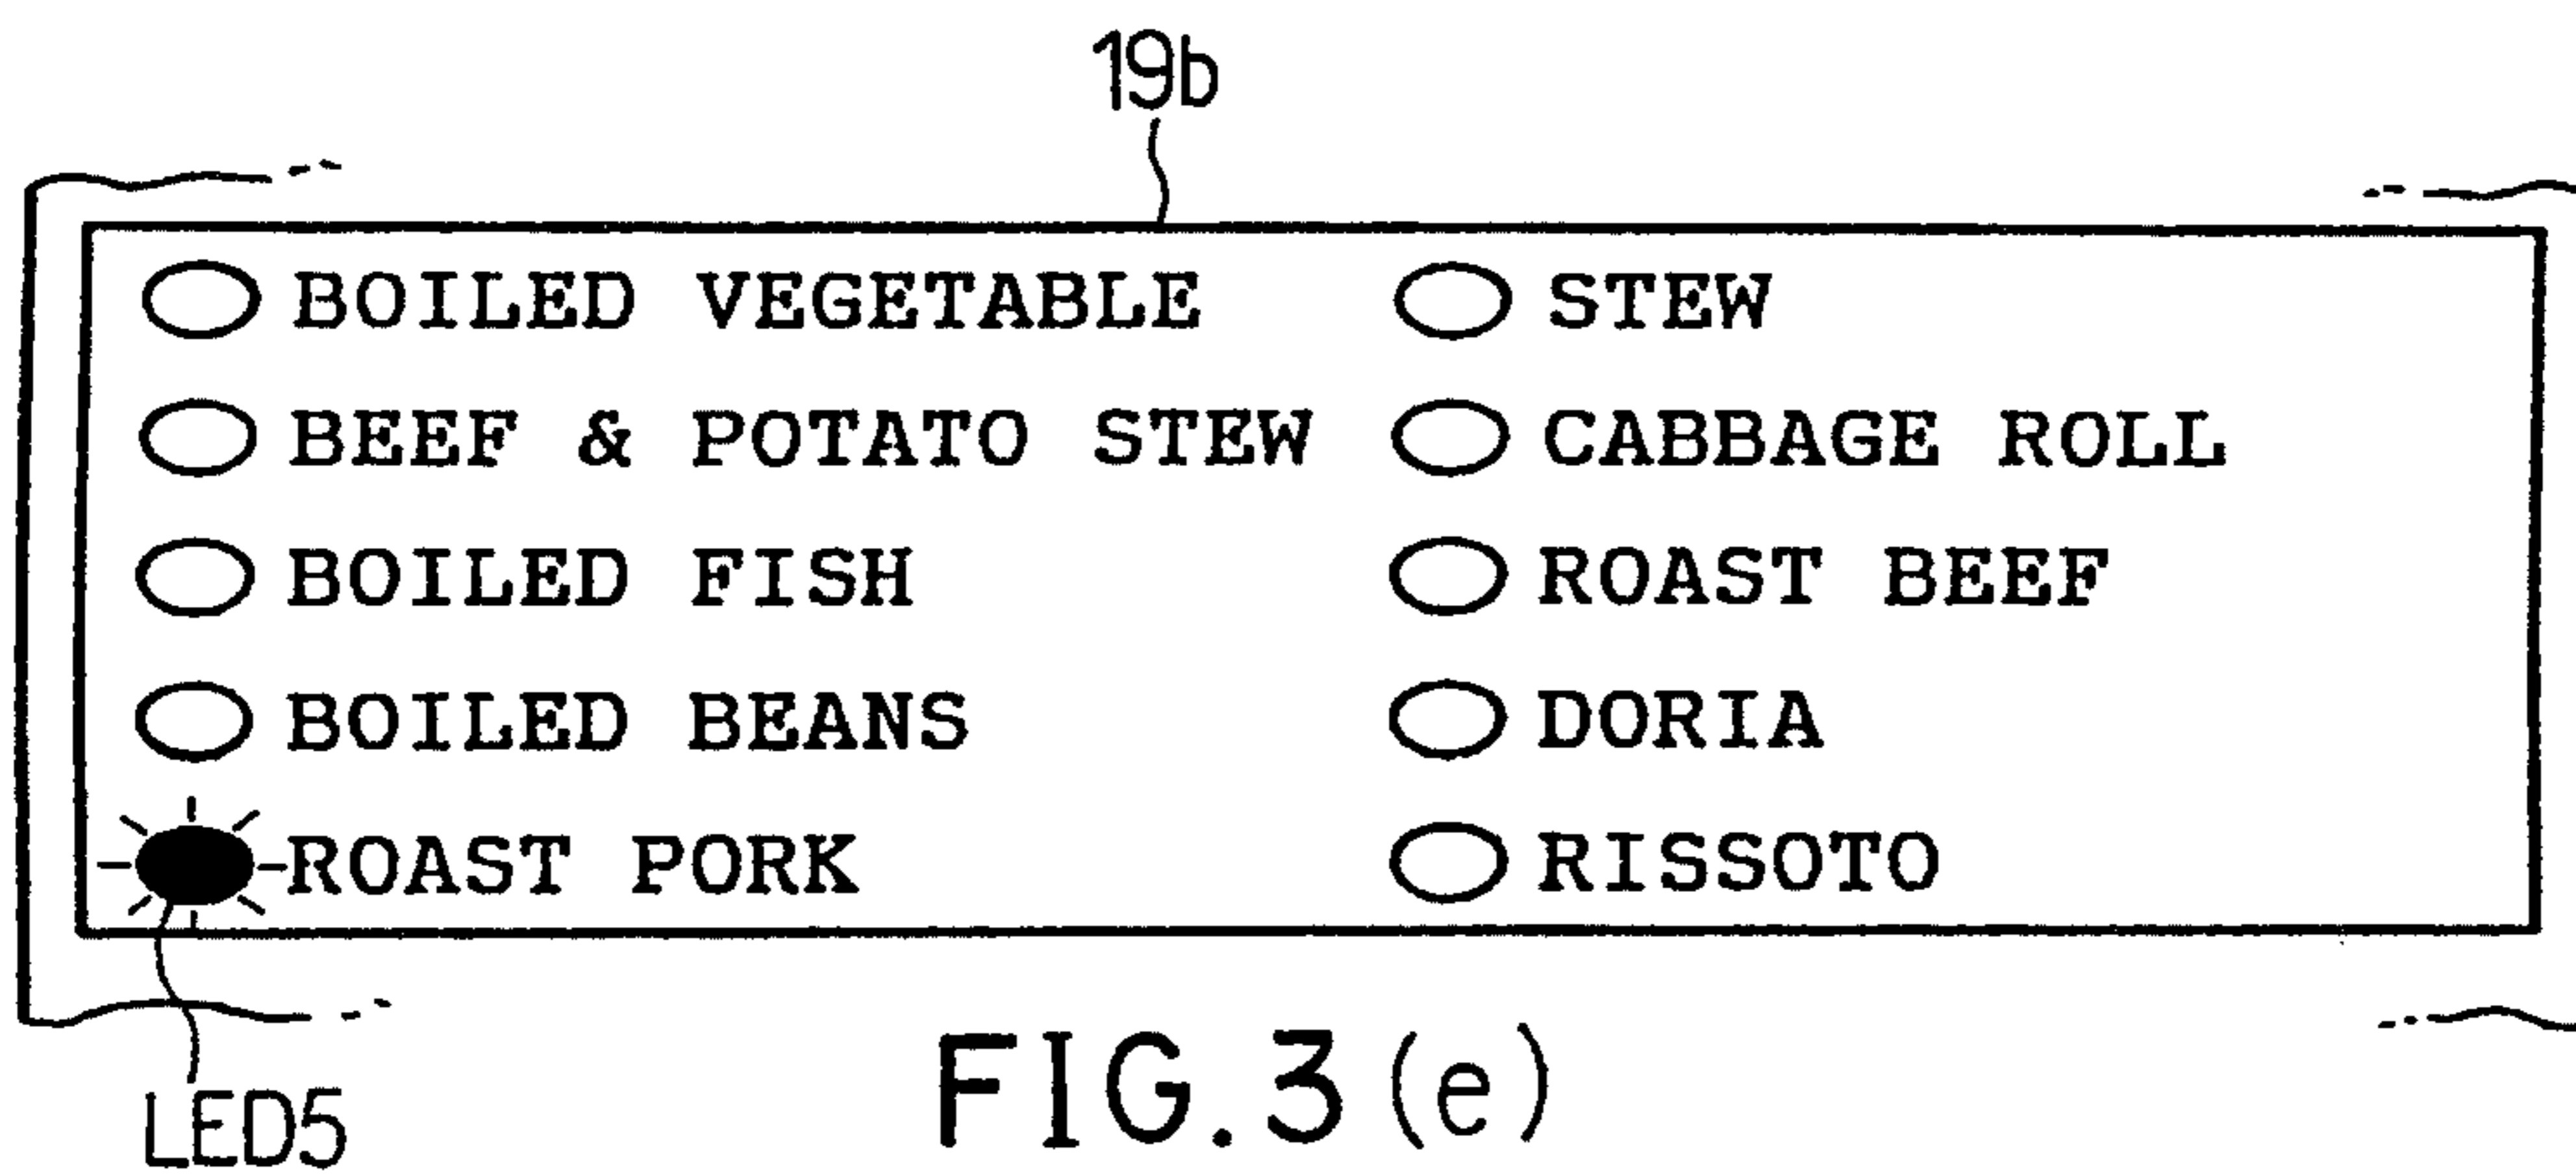 19b
BOILED VEGETABLE
BEEF & POTATO STEW
BOILED FISH
BOILED BEANS
ROAST PORK
STEW
CABBAGE ROLL
ROAST BEEF
DORIA
RISSOTO
LED5
FIG.3(e)